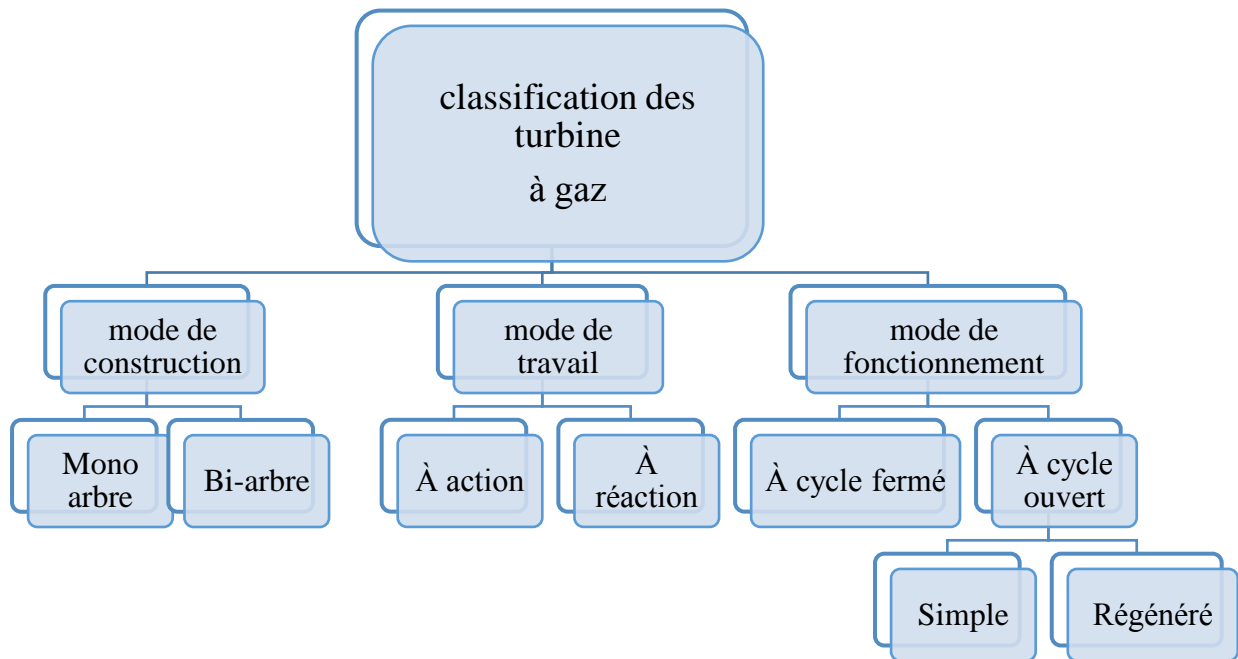 classification des
turbine
à gaz
mode de
construction
mode de
travail
mode de
fonctionnement
Mono
arbre
Bi-arbre
À action
À
réaction
À cycle fermé
À cycle
ouvert
Simple
Régénéré